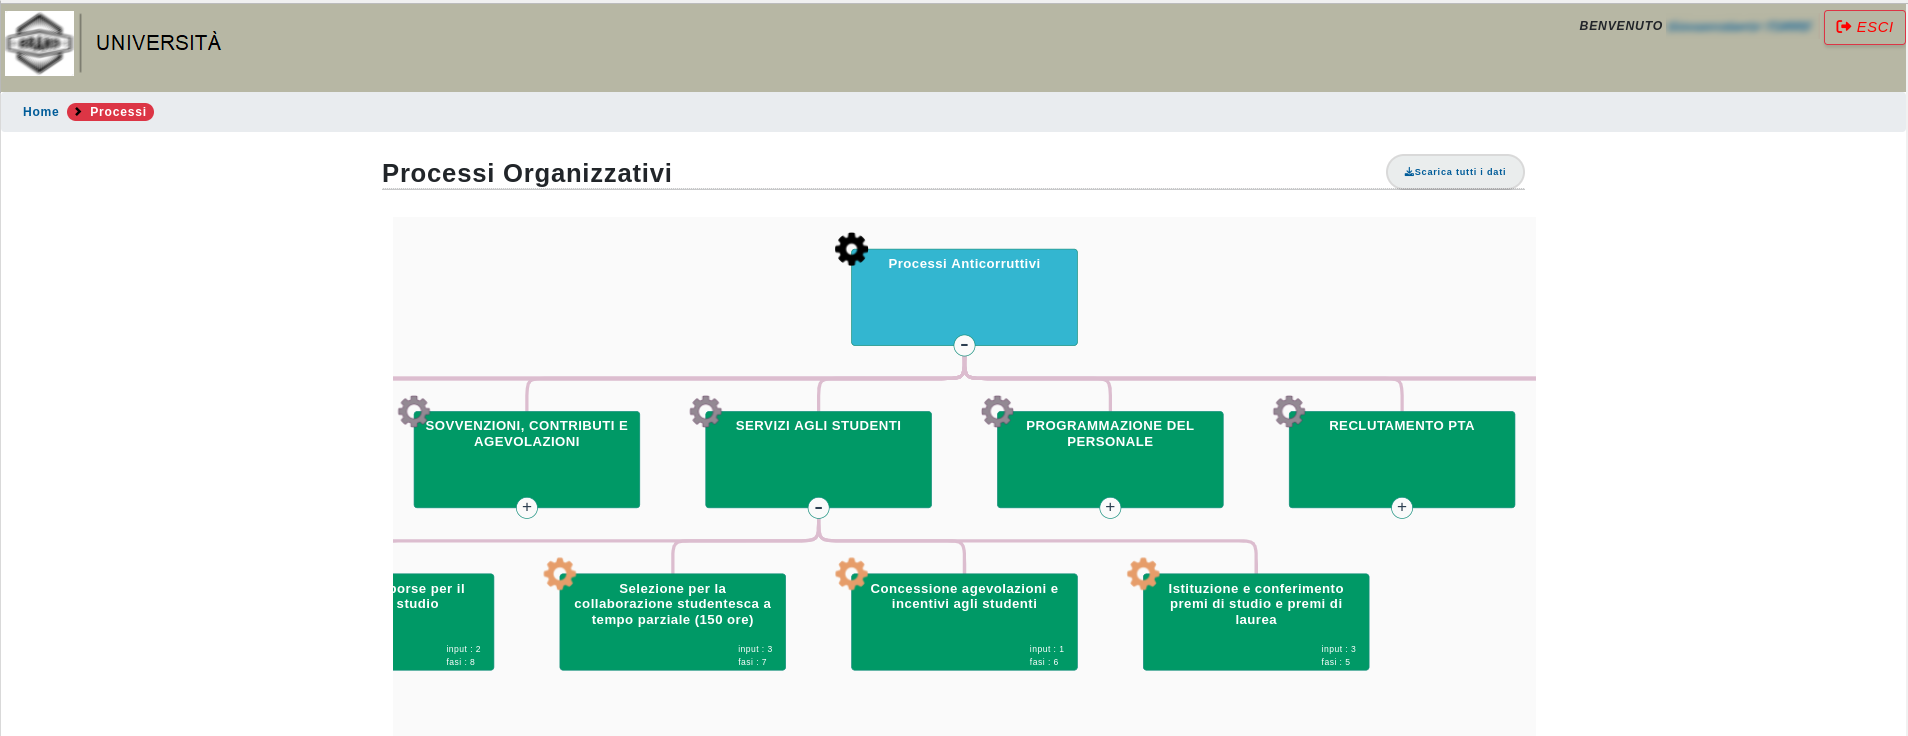 UNIVERSITÀ
BENVENUTO
ESCI
Home
Processi
Processi Organizzativi
Scarica tutti i dati
Processi Anticorruttivi
-
SOVVENZIONI, CONTRIBUTI E
AGEVOLAZIONI
+
SERVIZI AGLI STUDENTI
-
PROGRAMMAZIONE DEL
PERSONALE
+
RECLUTAMENTO PTA
+
borse per il
studio
input : 2
fasi : 8
Selezione per la
collaborazione studentesca a
tempo parziale (150 ore)
input : 3
fasi : 7
Concessione agevolazioni e
incentivi agli studenti
input : 1
fasi : 6
Istituzione e conferimento
premi di studio e premi di
laurea
input : 3
fasi : 5